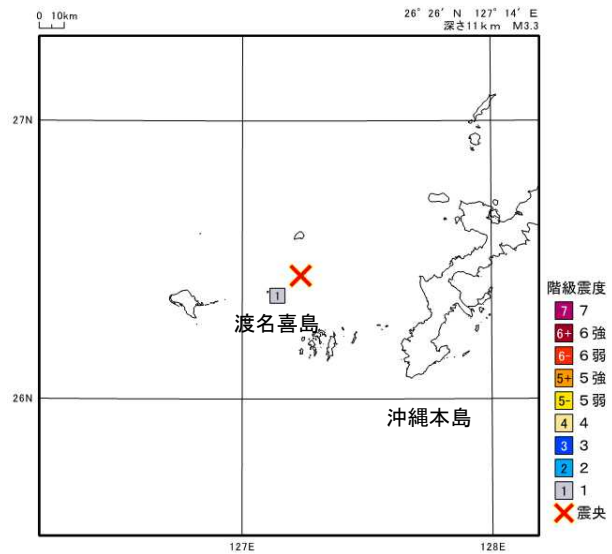 0 10km
26° 26′ N 127° 14′ E
深さ11km M3.3
27N
26N
127E
128E
1
渡名喜島
沖縄本島
階級震度
7 7
6+ 6強
6- 6弱
5+ 5強
5- 5弱
4 4
3 3
2 2
1 1
震央